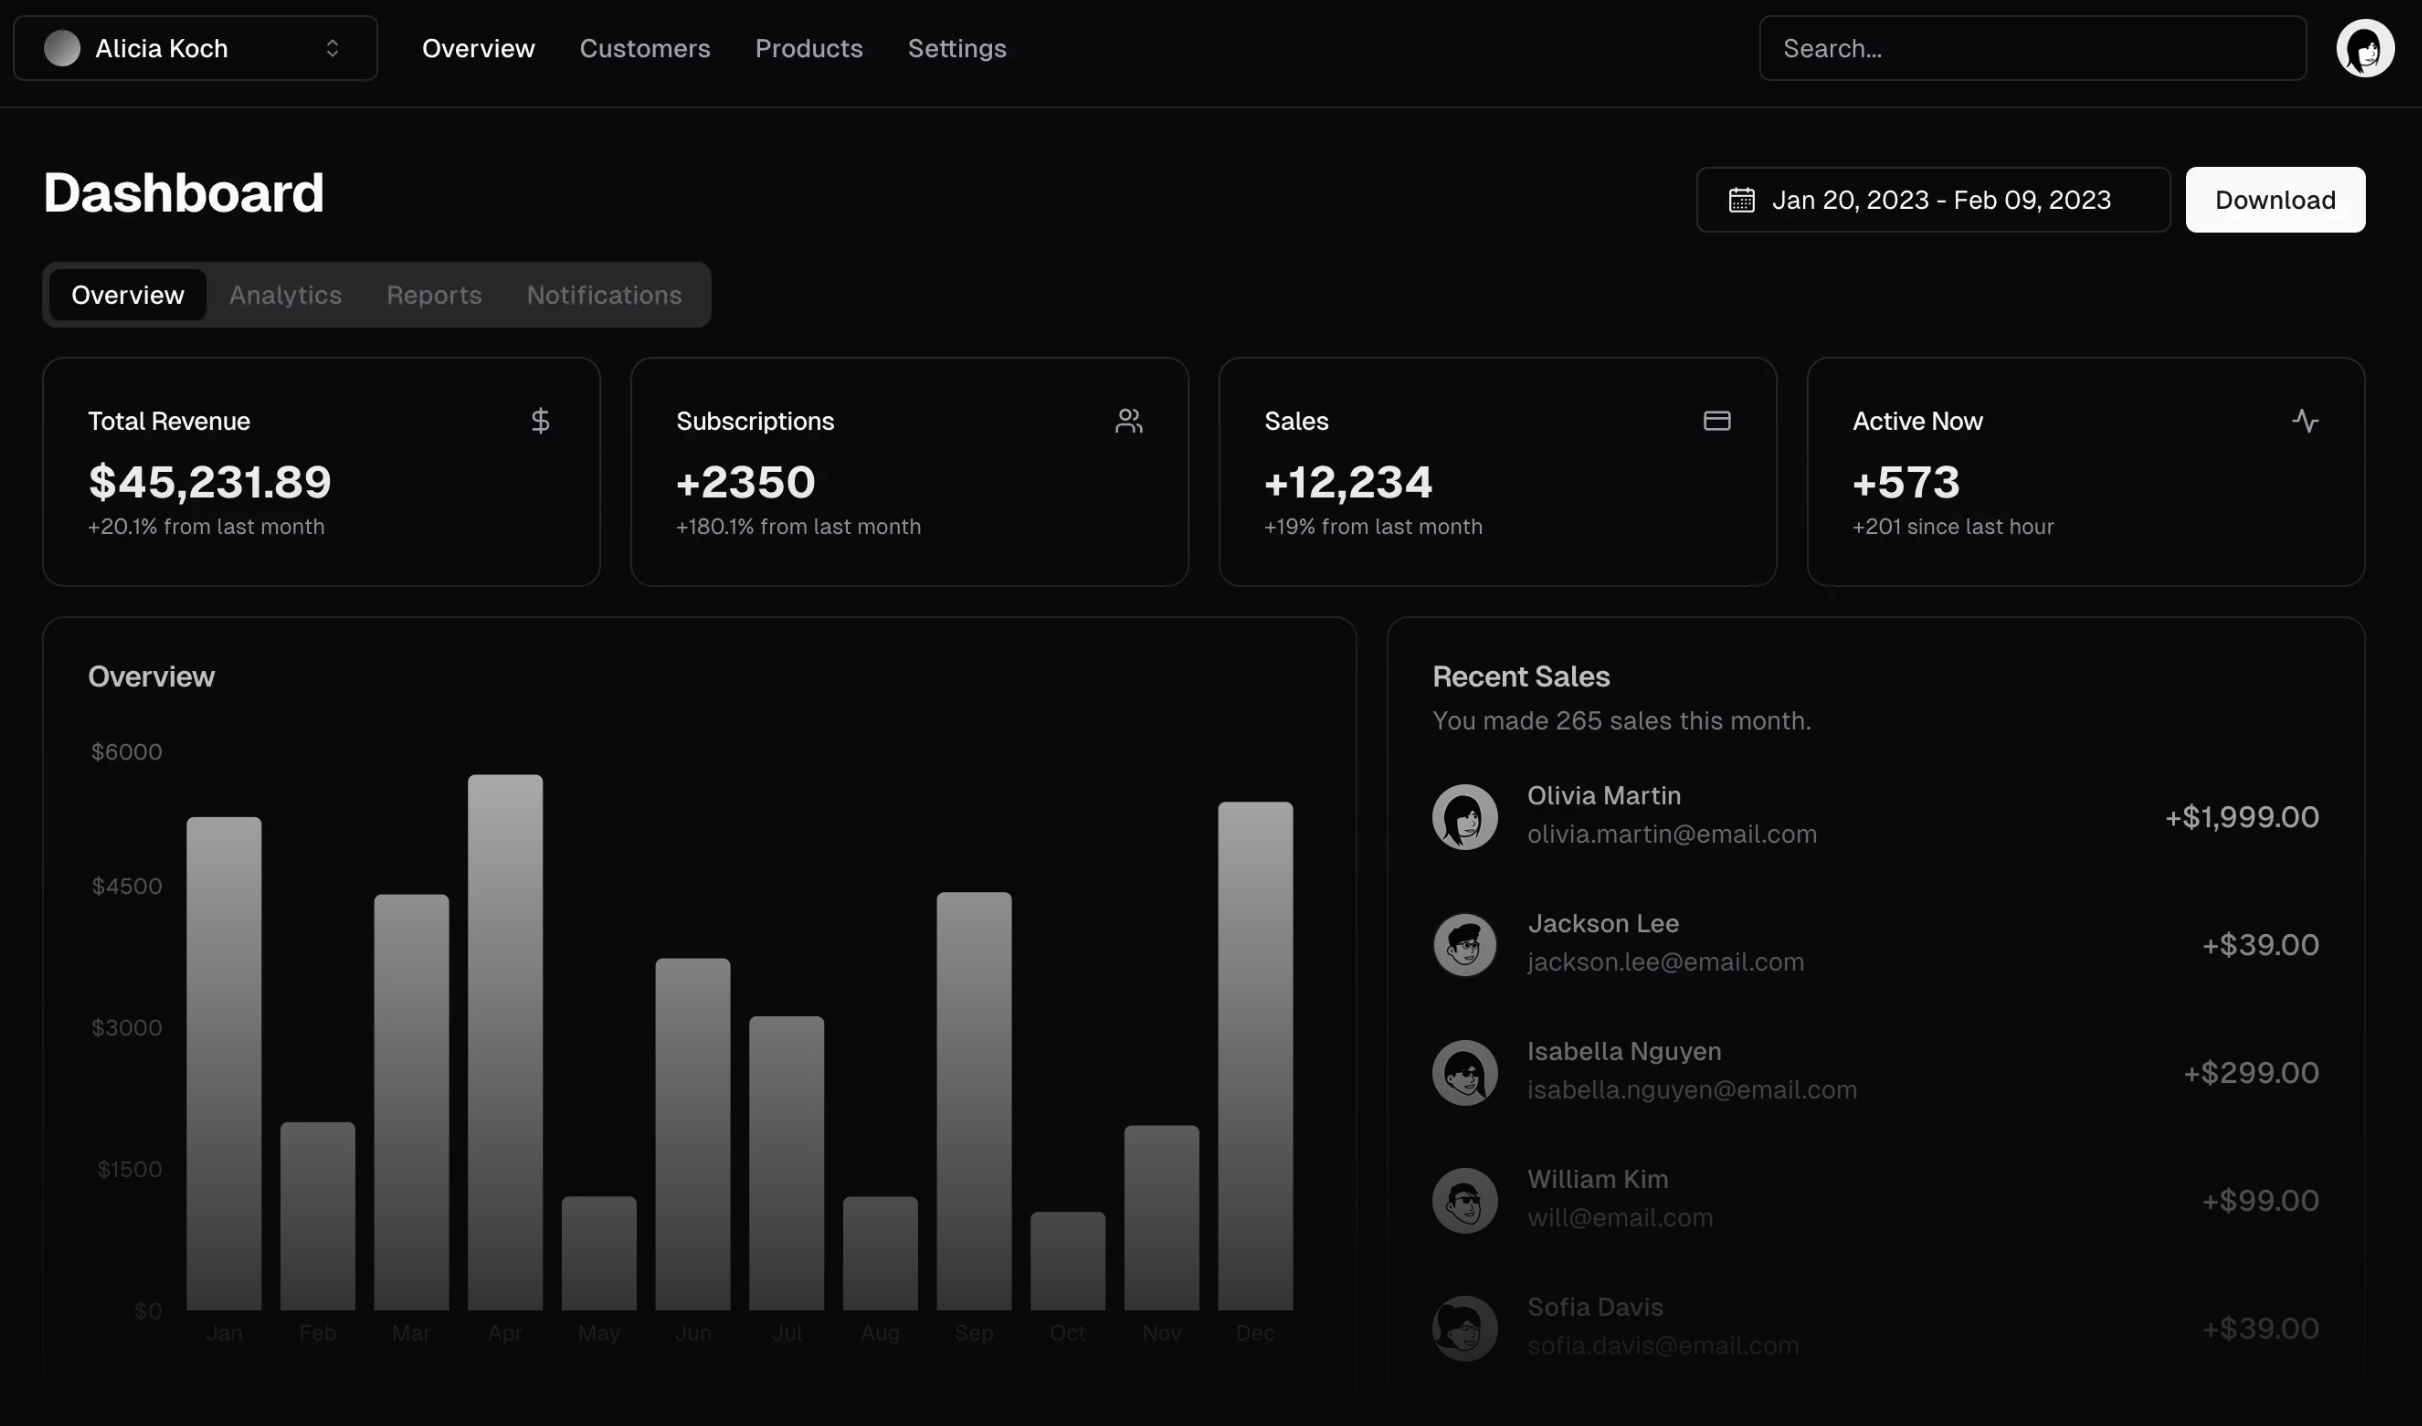 Alicia Koch
Overview
Customers
Products
Settings
Search...
Dashboard
Jan 20, 2023 - Feb 09, 2023
Download
Overview
Analytics
Reports
Notifications
Total Revenue
$
$45,231.89
+20.1% from last month
Subscriptions
+2350
+180.1% from last month
Sales
+12,234
+19% from last month
Active Now
+573
+201 since last hour
Overview
$6000
$4500
$3000
$1500
$0
Jan
Feb
Mar
Apr
May
Jun
Jul
Aug
Sep
Oct
Nov
Dec
Recent Sales
You made 265 sales this month.
Olivia Martin
olivia.martin@email.com
+$1,999.00
Jackson Lee
jackson.lee@email.com
+$39.00
Isabella Nguyen
isabella.nguyen@email.com
+$299.00
William Kim
will@email.com
+$99.00
Sofia Davis
sofia.davis@email.com
+$39.00